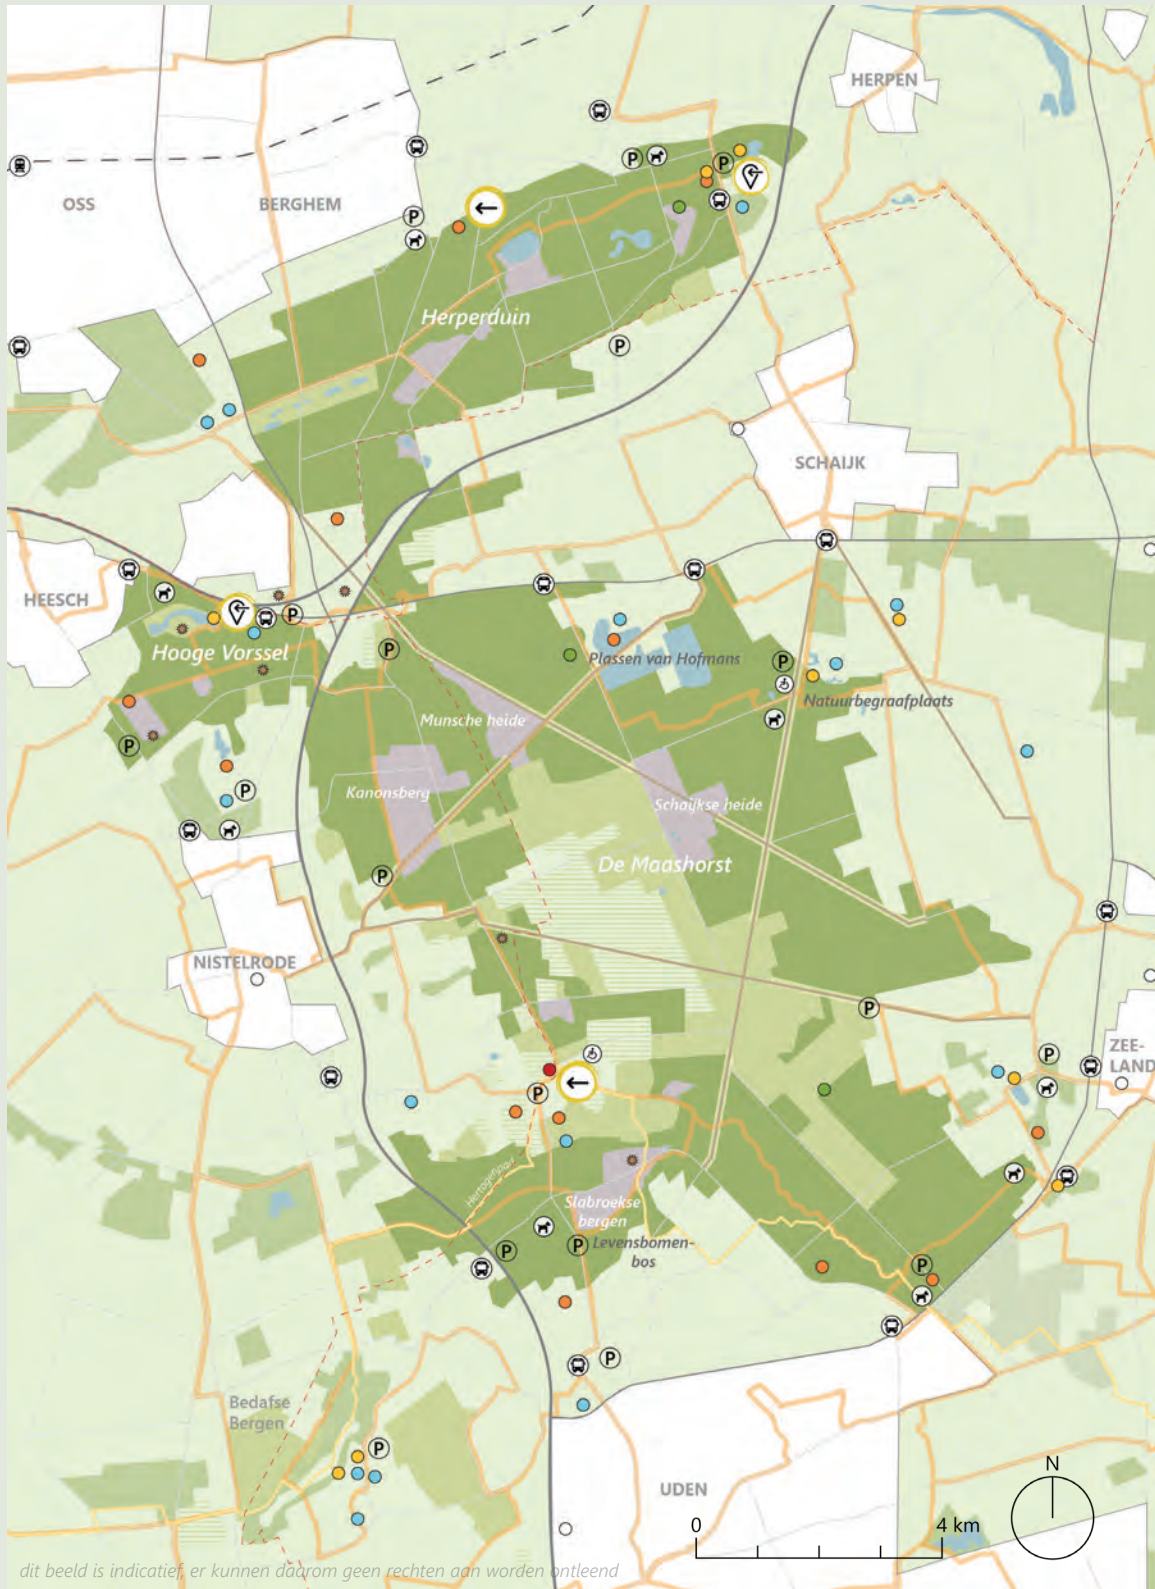 HERPEN
OSS
BERGHEM
P
P
P
P
Herperduin
P
SCHAIJK
HEESCH
P
Hooge Vorssel
P
Plassen van Hofmans
P
Natuurbegraafplaats
Munsche heide
P
Kanonsberg
P
Schaijkse heide
De Maashorst
P
NISTELRODE
P
ZEE-
LAND
P
P
Hertogenpad
Slabroekse
bergen
P
P
Levensbomen-
bos
P
P
Bedafse
Bergen
P
UDEN
N
0
4 km
dit beeld is indicatief, er kunnen daarom geen rechten aan worden ontleend